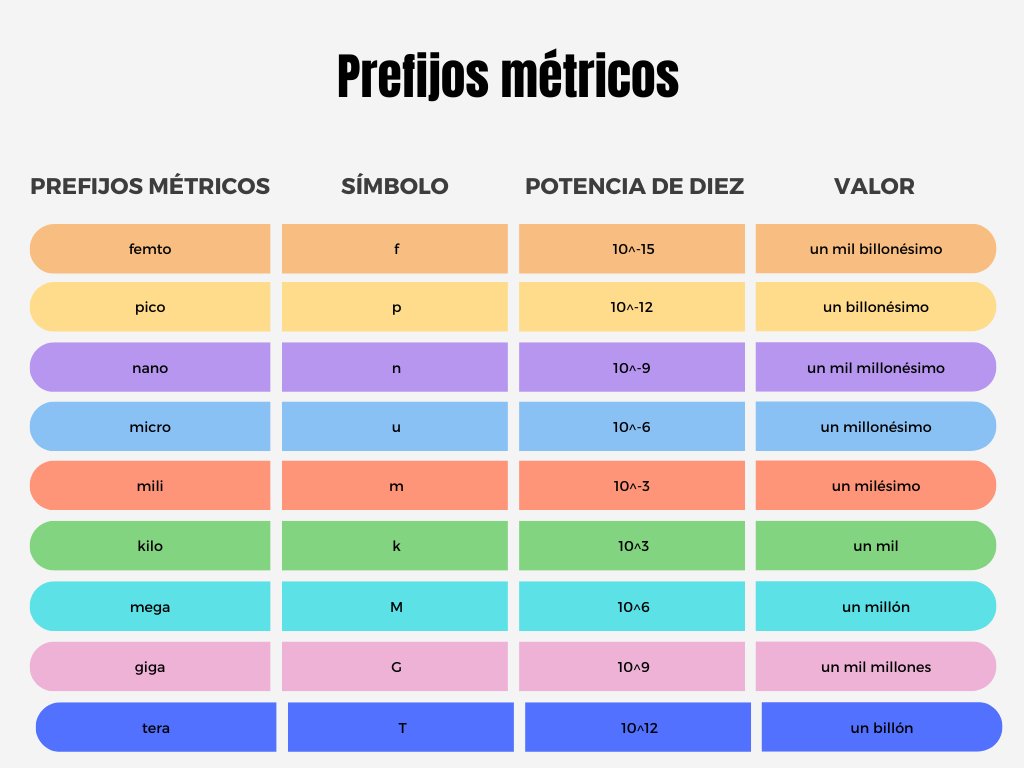 Prefijos métricos
PREFIJOS MÉTRICOS SÍMBOLO POTENCIA DE DIEZ VALOR
femto f 10^-15 un mil billonésimo
pico p 10^-12 un billonésimo
nano n 10^-9 un mil millonésimo
micro u 10^-6 un millonésimo
mili m 10^-3 un milésimo
kilo k 10^3 un mil
mega M 10^6 un millón
giga G 10^9 un mil millones
tera T 10^12 un billón